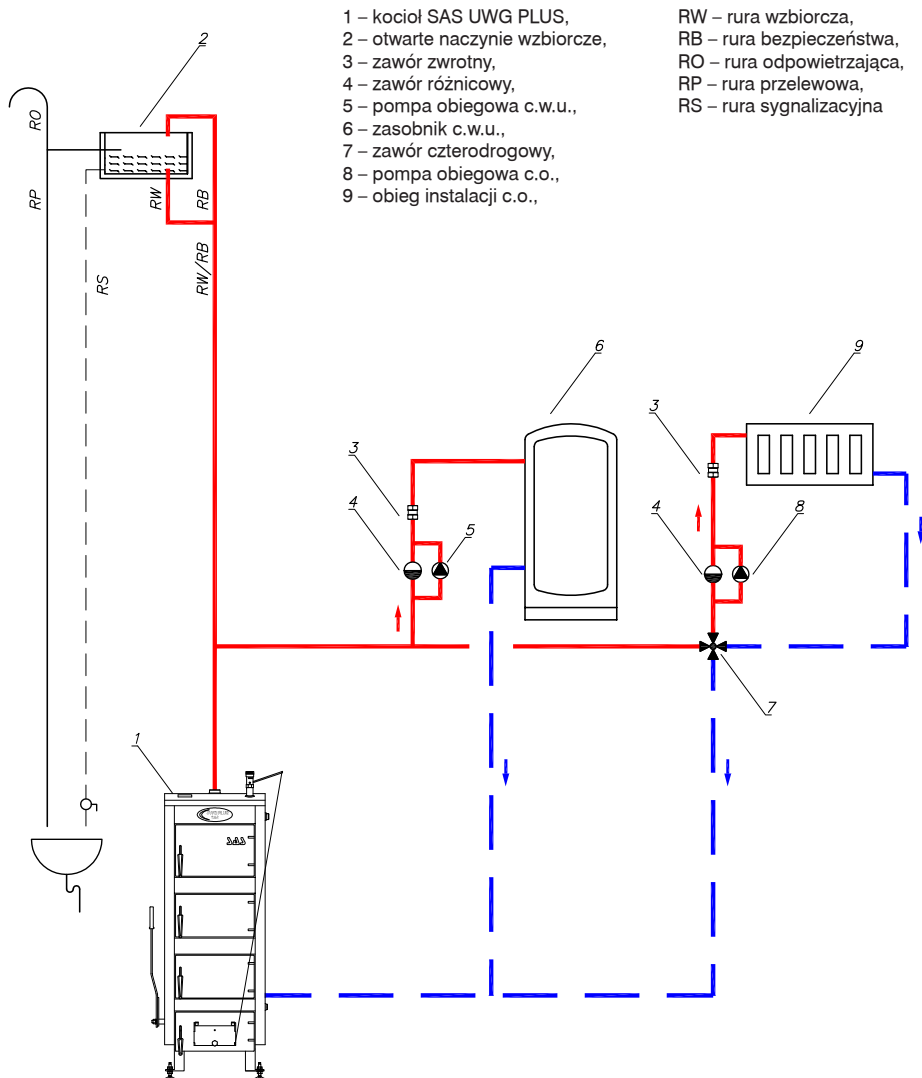 1 – kocioł SAS UWG PLUS,
2 – otwarte naczynie wzbiorcze,
3 – zawór zwrotny,
4 – zawór różnicowy,
5 – pompa obiegowa c.w.u.,
6 – zasobnik c.w.u.,
7 – zawór czterodrogowy,
8 – pompa obiegowa c.o.,
9 – obieg instalacji c.o.,
RW – rura wzbiorcza,
RB – rura bezpieczeństwa,
RO – rura odpowietrzająca,
RP – rura przelewowa,
RS – rura sygnalizacyjna
2
RO
RP
RW
RB
RS
RW/RB
6
9
3
3
4
5
4
8
7
1
SAS